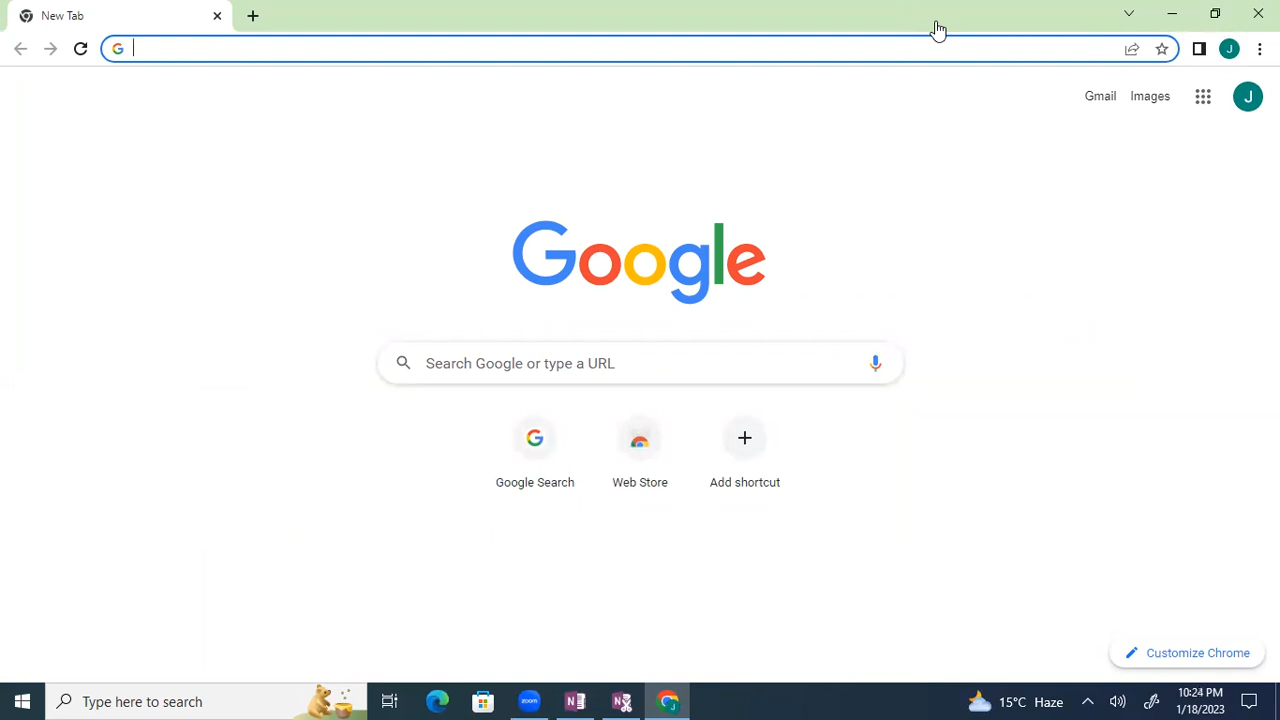 New Tab
J
Gmail Images
J
Google
Search Google or type a URL
Google Search
Web Store
Add shortcut
Customize Chrome
Type here to search
zoom
15°C Haze
10:24 PM
1/18/2023